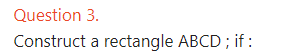 Question 3.
Construct a rectangle ABCD ; if :